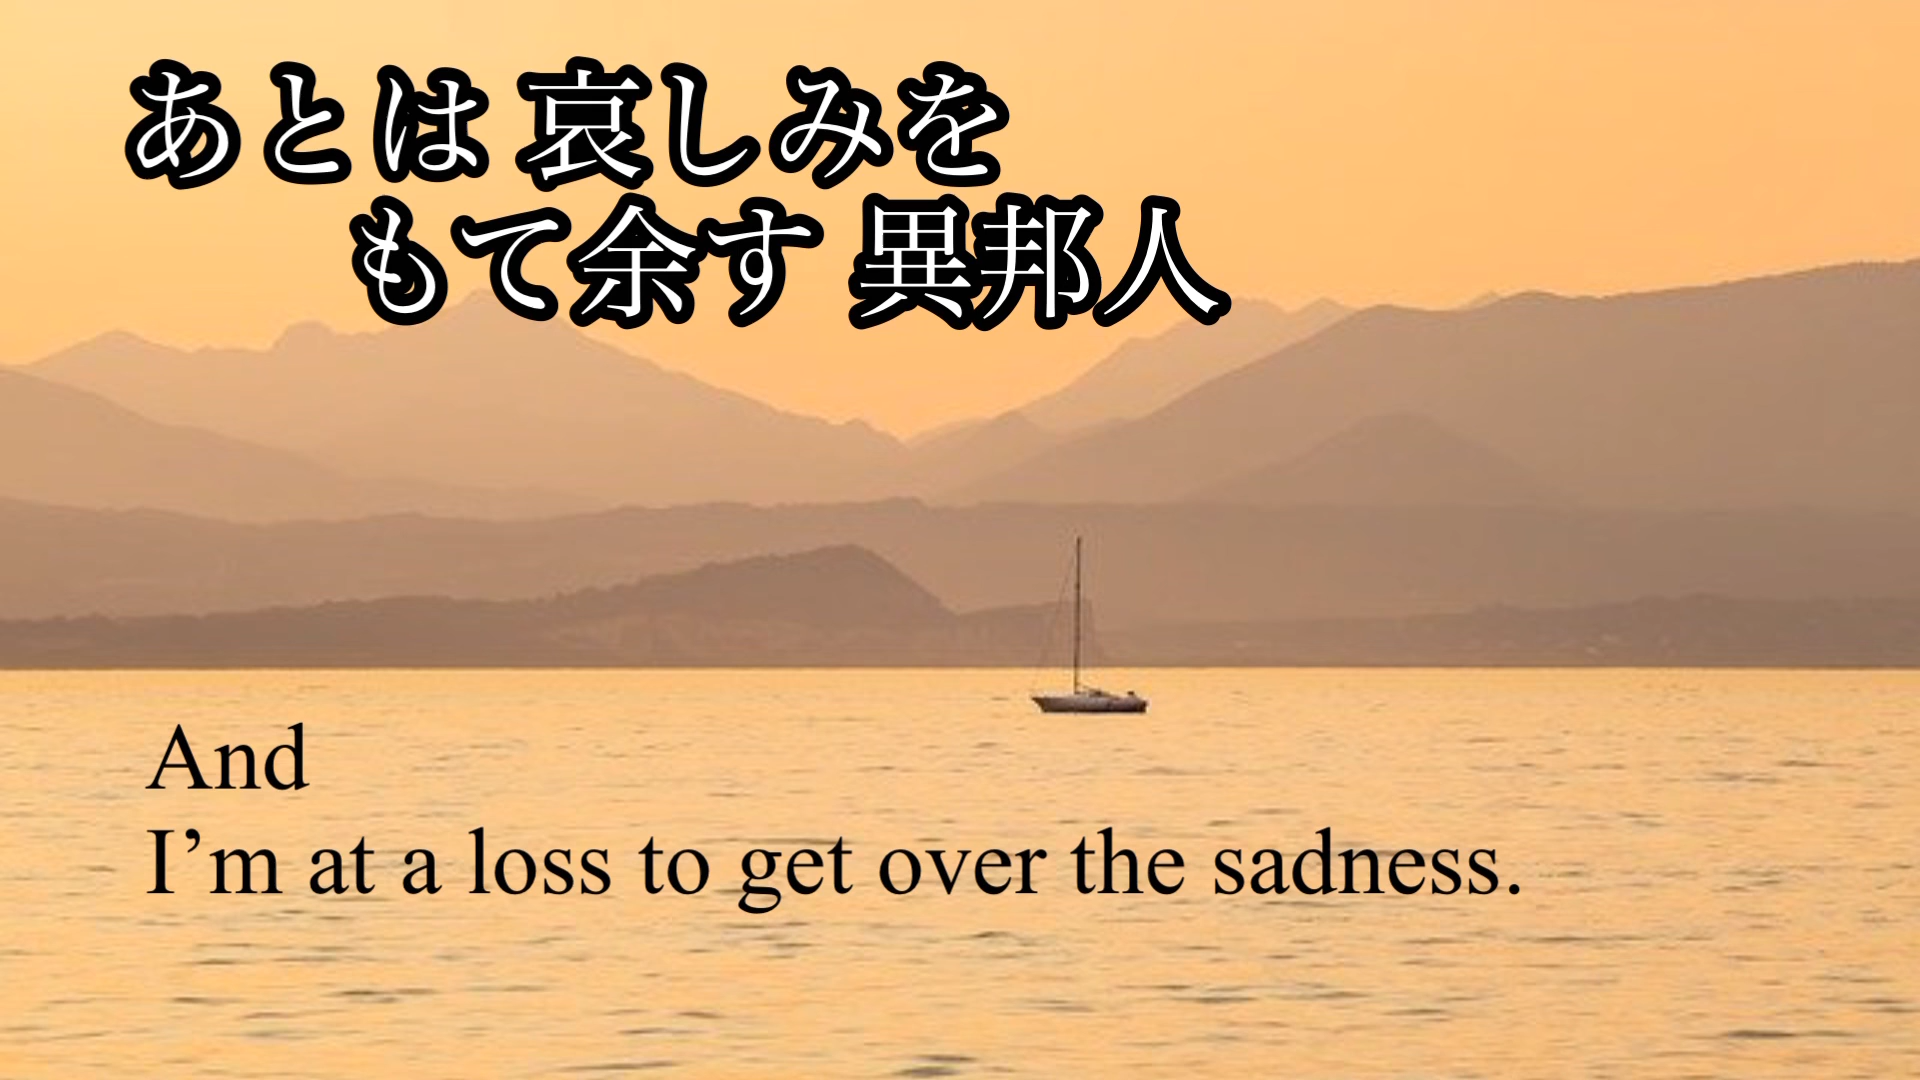 あとは 哀しみを
もて余す 異邦人
And
I’m at a loss to get over the sadness.